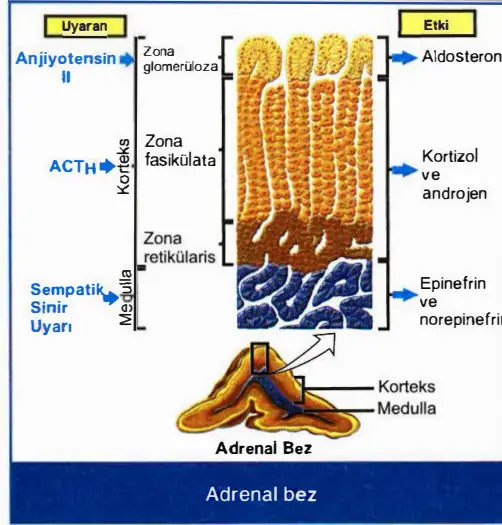 Uyaran
Etki
Anjiyotensin
II
Zona
glomerüloza
Aldosteron
Korteks
ACTH
Zona
fasikülata
Kortizol
ve
androjen
Zona
retikülaris
Medulla
Sempatik
Sinir
Uyarı
Epinefrin
ve
norepinefrin
Korteks
Medulla
Adrenal Bez
Adrenal bez